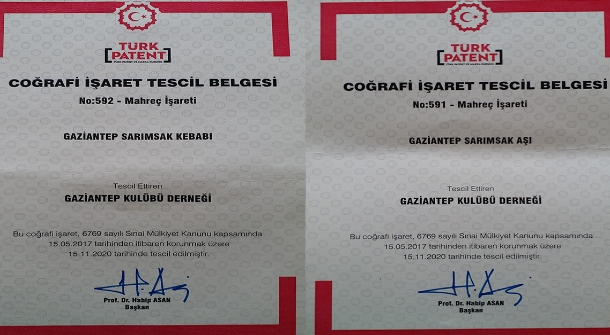 TÜRK
PATENT
COĞRAFİ İŞARET TESCİL BELGESİ
No:592 - Mahreç İşareti
GAZİANTEP SARIMSAK KEBABI
Tescil Ettiren
GAZİANTEP KULÜBÜ DERNEĞİ
Bu coğrafi işaret, 6769 sayılı Sınai Mülkiyet Kanunu kapsamında
15.05.2017 tarihinden itibaren korunmak üzere
15.11.2020 tarihinde tescil edilmiştir.
Prof. Dr. Habip ASAN
Başkan
TÜRK
PATENT
COĞRAFİ İŞARET TESCİL BELGESİ
No:591 - Mahreç İşareti
GAZİANTEP SARIMSAK AŞI
Tescil Ettiren
GAZİANTEP KULÜBÜ DERNEĞİ
Bu coğrafi işaret, 6769 sayılı Sınai Mülkiyet Kanunu kapsamında
15.05.2017 tarihinden itibaren korunmak üzere
15.11.2020 tarihinde tescil edilmiştir.
Prof. Dr. Habip ASAN
Başkan